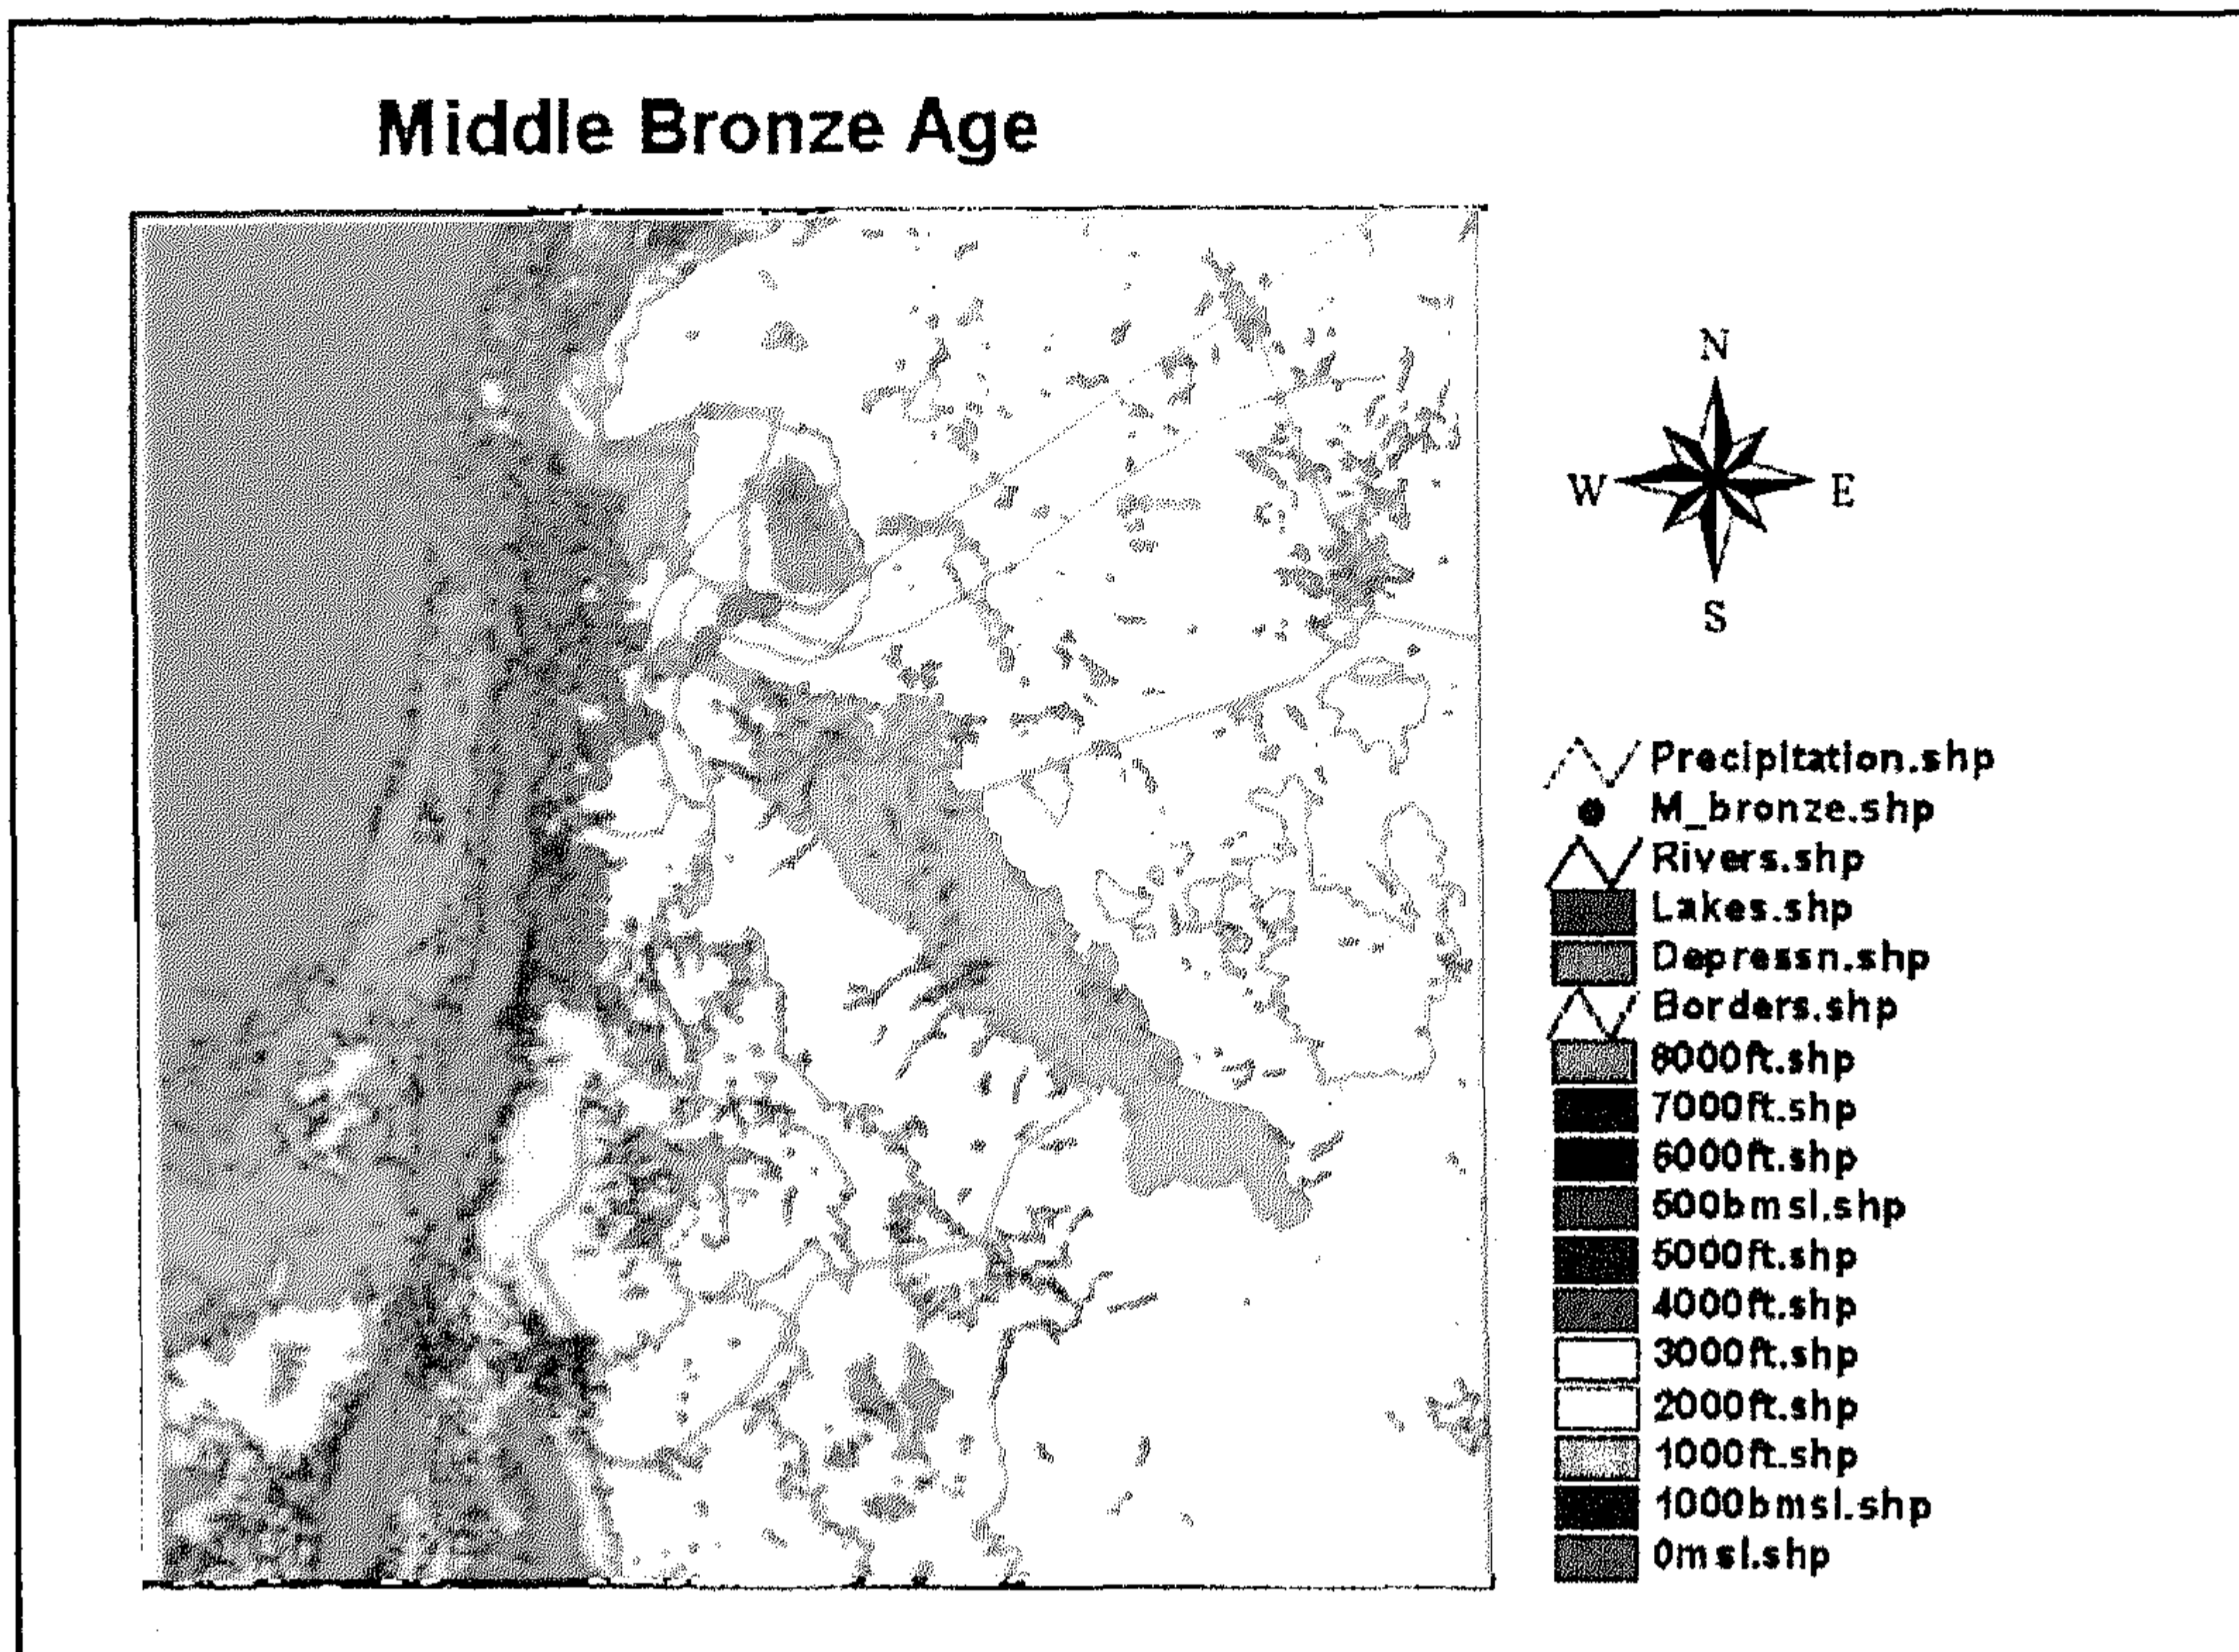 Middle Bronze Age
N
W E
S
Precipitation.shp
M_bronze.shp
Rivers.shp
Lakes.shp
Depressn.shp
Borders.shp
8000ft.shp
7000ft.shp
6000ft.shp
500bmsl.shp
5000ft.shp
4000ft.shp
3000ft.shp
2000ft.shp
1000ft.shp
1000bmsl.shp
0msl.shp